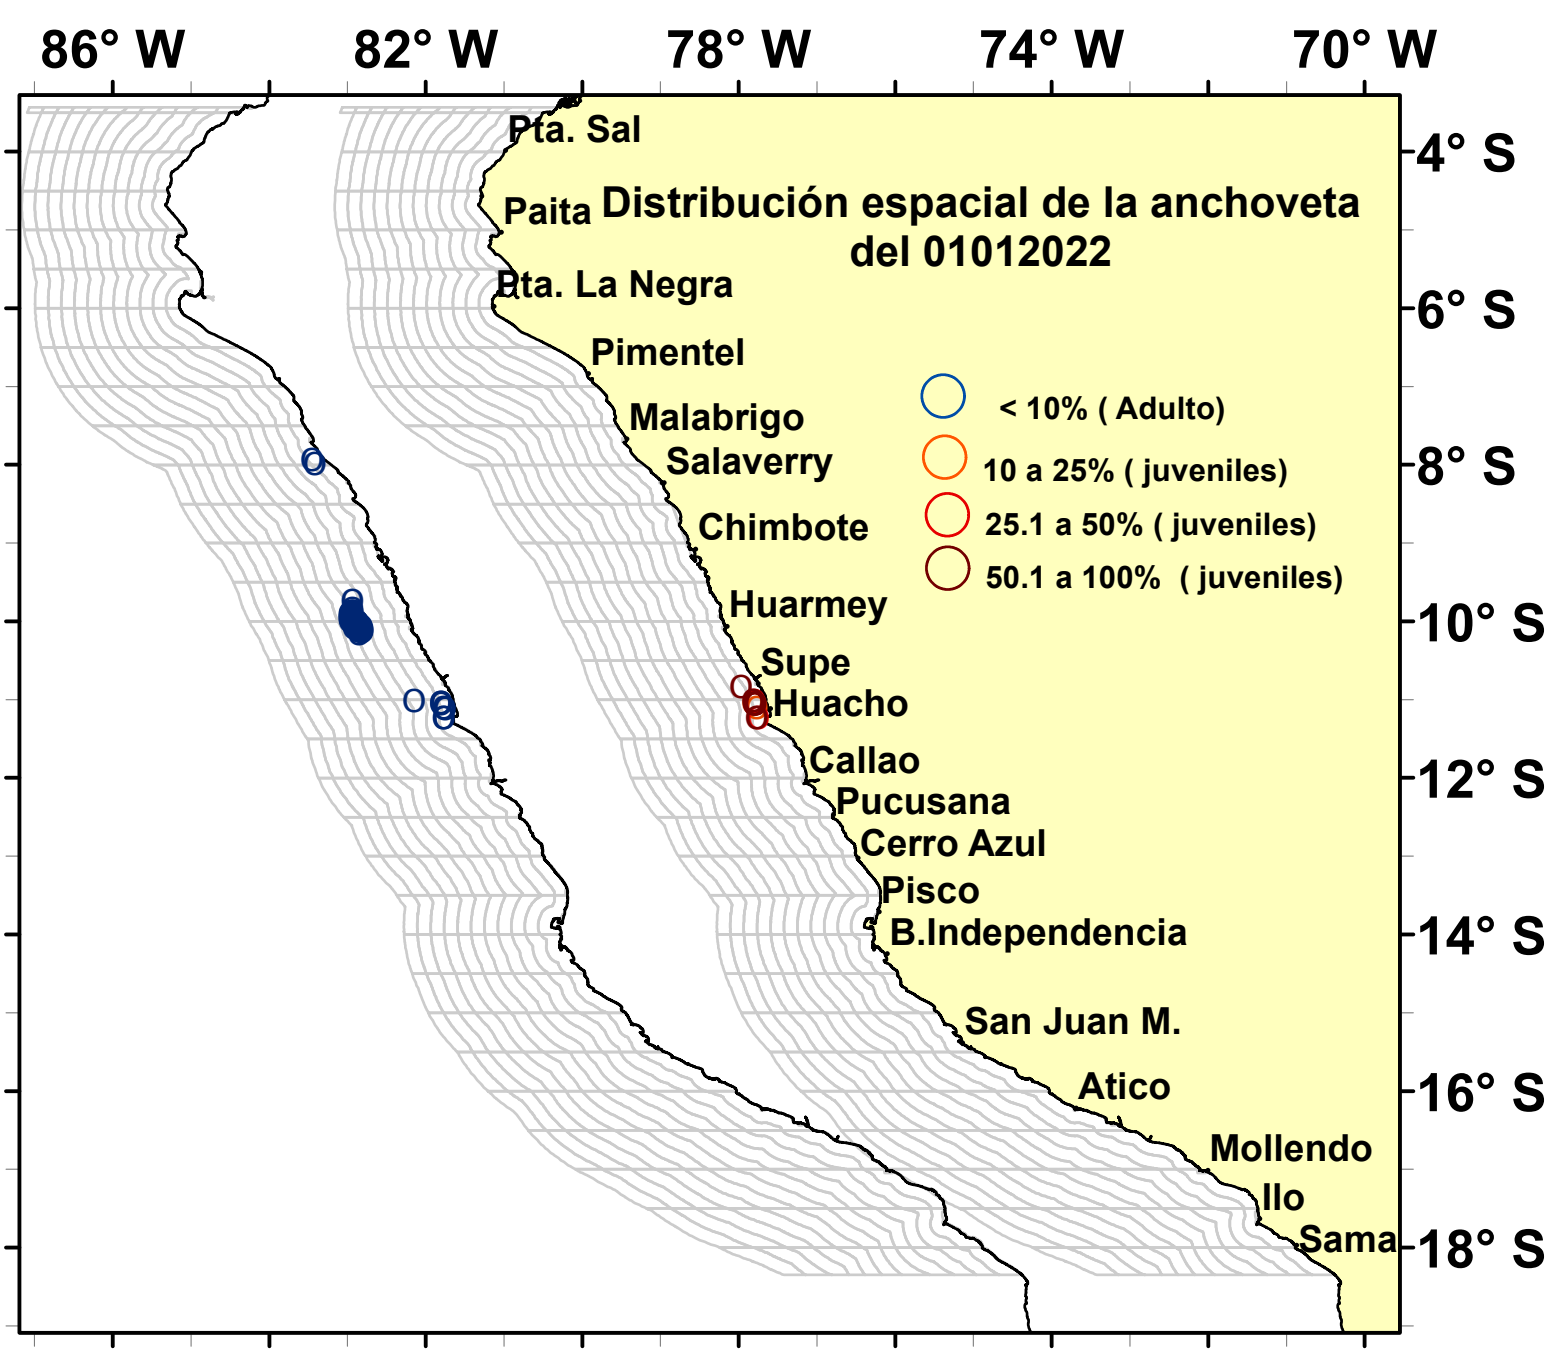 86° W 82° W 78° W 74° W 70° W
Pta. Sal
4° S
Paita
Distribución espacial de la anchoveta
del 01012022
Pta. La Negra
6° S
Pimentel
Malabrigo
< 10% ( Adulto)
Salaverry
8° S
10 a 25% ( juveniles)
Chimbote
25.1 a 50% ( juveniles)
50.1 a 100% ( juveniles)
Huarmey
10° S
Supe
Huacho
Callao
12° S
Pucusana
Cerro Azul
Pisco
B.Independencia
14° S
San Juan M.
Atico
16° S
Mollendo
Ilo
Sama
18° S